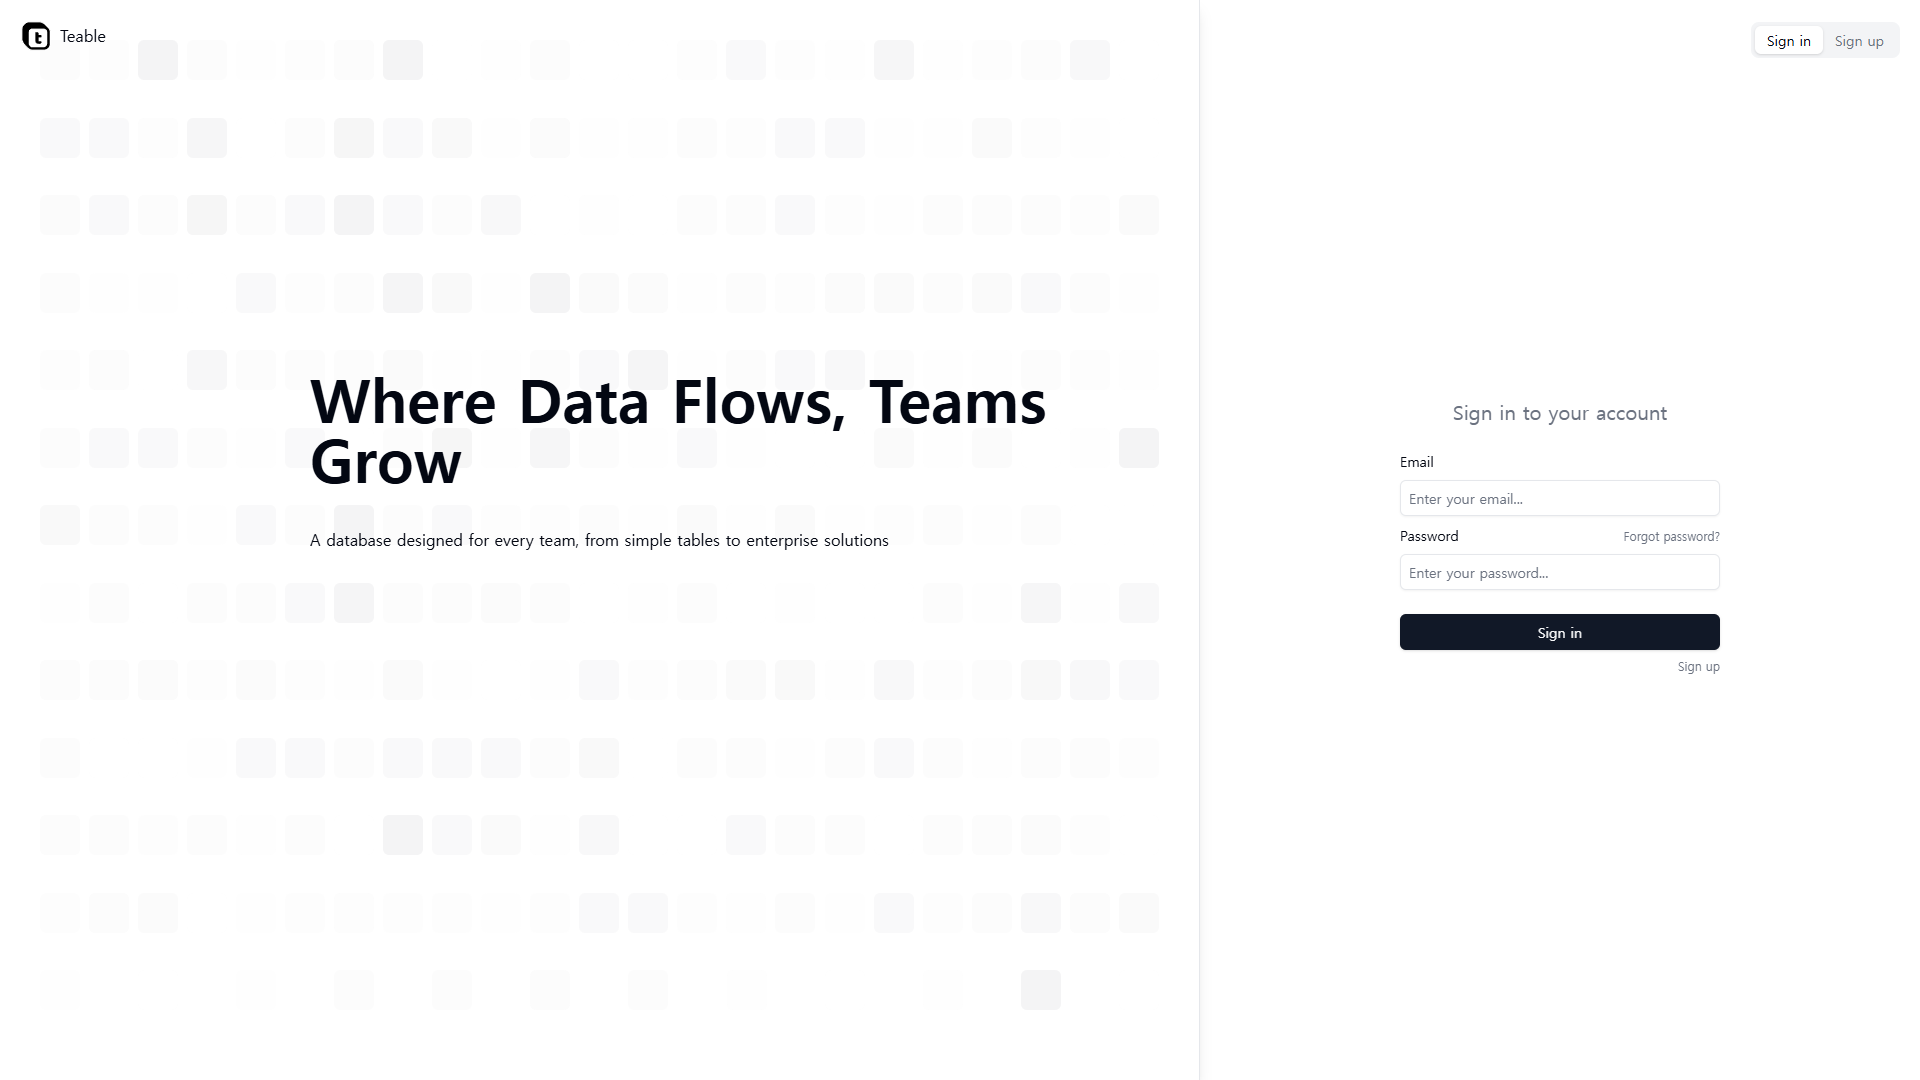 Teable
Sign in
Sign up
Where Data Flows, Teams
Grow
A database designed for every team, from simple tables to enterprise solutions
Sign in to your account
Email
Enter your email...
Password
Forgot password?
Enter your password...
Sign in
Sign up